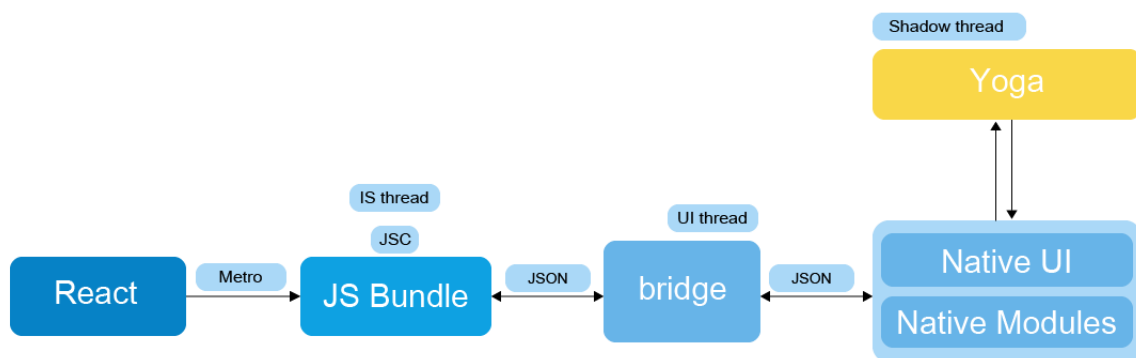 Shadow thread
Yoga
IS thread
UI thread
JSC
React
Metro
JS Bundle
JSON
bridge
JSON
Native UI
Native Modules